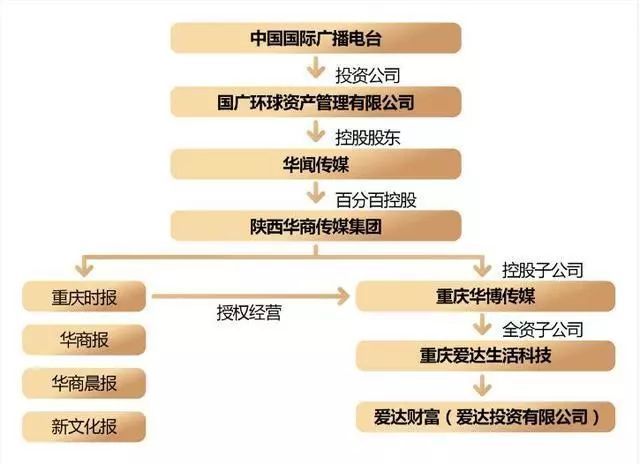 中国国际广播电台
投资公司
国广环球资产管理有限公司
控股股东
华闻传媒
百分百控股
陕西华商传媒集团
控股子公司
重庆时报
授权经营
重庆华博传媒
华商报
全资子公司
重庆爱达生活科技
华商晨报
爱达财富（爱达投资有限公司）
新文化报